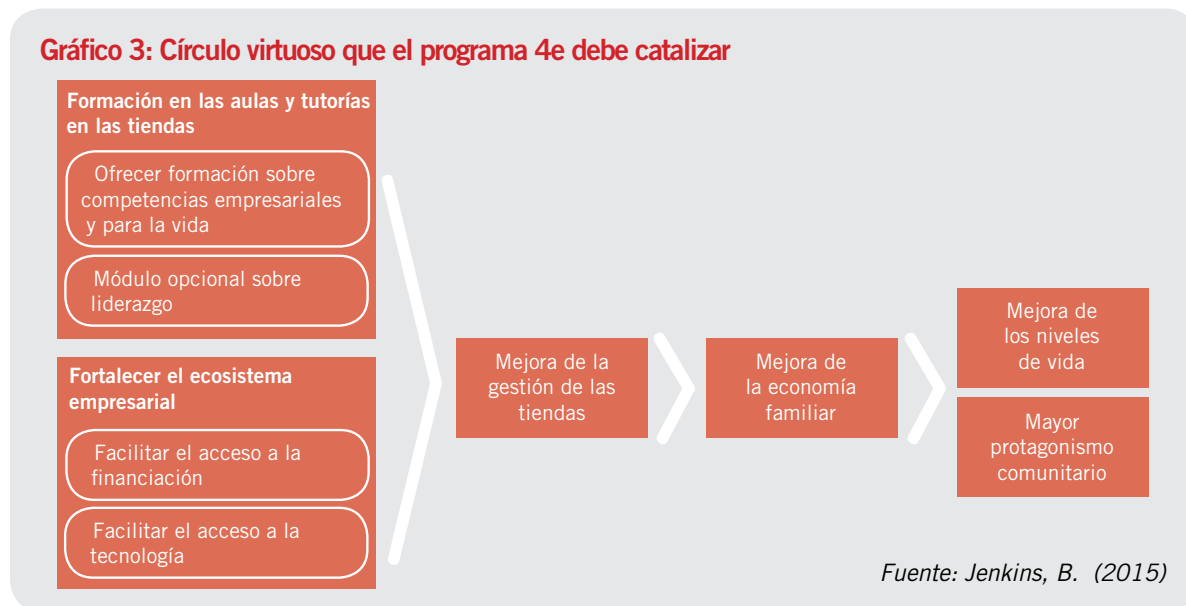 Gráfico 3: Círculo virtuoso que el programa 4e debe catalizar
Formación en las aulas y tutorías
en las tiendas
Ofrecer formación sobre
competencias empresariales
y para la vida
Módulo opcional sobre
liderazgo
Fortalecer el ecosistema
empresarial
Facilitar el acceso a la
financiación
Facilitar el acceso a la
tecnología
Mejora de la
gestión de las
tiendas
Mejora de
la economía
familiar
Mejora de
los niveles
de vida
Mayor
protagonismo
comunitario
Fuente: Jenkins, B. (2015)